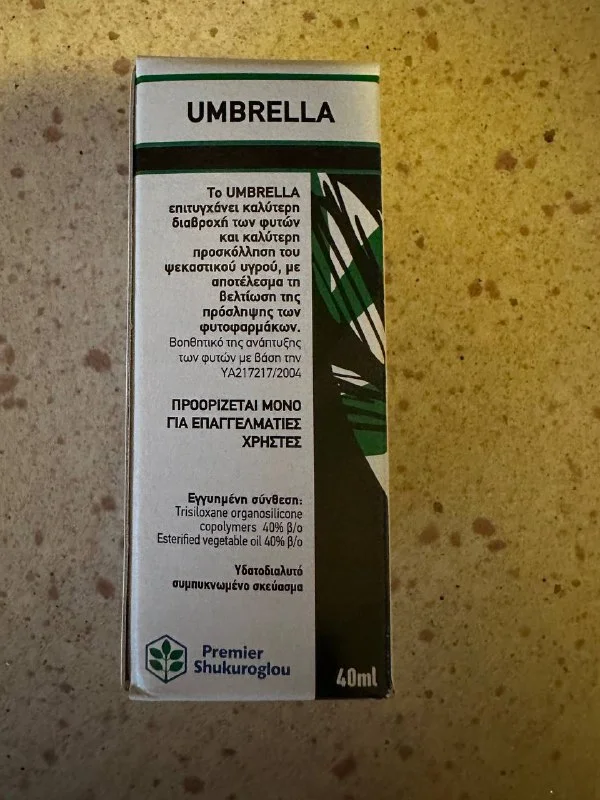 UMBRELLA
Το UMBRELLA
επιτυγχάνει καλύτερη
διαβροχή των φυτών
και καλύτερη
προσκόλληση του
ψεκαστικού υγρού, με
αποτέλεσμα τη
βελτίωση της
πρόσληψης των
φυτοφαρμάκων.
Βοηθητικό της ανάπτυξης
των φυτών με βάση την
ΥΑ217217/2004
ΠΡΟΟΡΙΖΕΤΑΙ ΜΟΝΟ
ΓΙΑ ΕΠΑΓΓΕΛΜΑΤΙΕΣ
ΧΡΗΣΤΕΣ
Εγγυημένη σύνθεση:
Trisiloxane organosilicone
copolymers 40% β/ο
Esterified vegetable oil 40% β/ο
Υδατοδιαλυτό
συμπυκνωμένο σκεύασμα
Premier
Shukuroglou
40ml